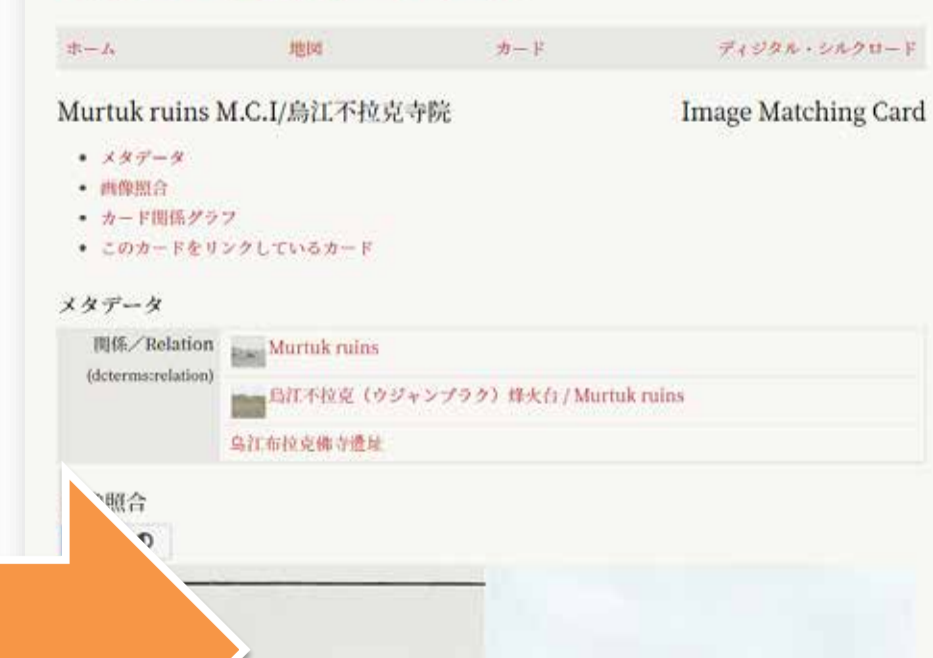 ホーム 地図 カード ディジタル・シルクロード
Murtuk ruins M.C.I/烏江不拉克寺院 Image Matching Card
• メタデータ
• 画像照合
• カード関係グラフ
• このカードをリンクしているカード
メタデータ
関係／Relation
(dcterms:relation)
Murtuk ruins
烏江不拉克（ウジャンブラク）烽火台 / Murtuk ruins
烏江布拉克佛寺遺址
照合